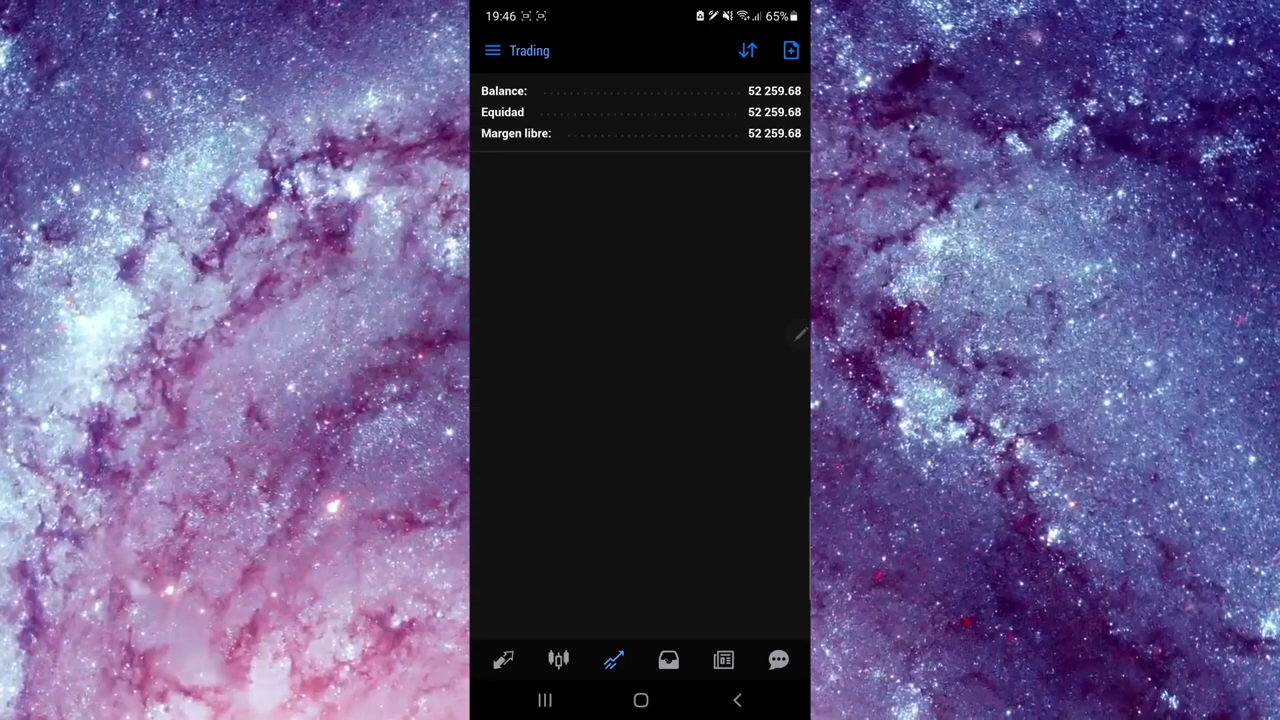 19:46 65%
Trading
Balance: 52 259.68
Equidad 52 259.68
Margen libre: 52 259.68